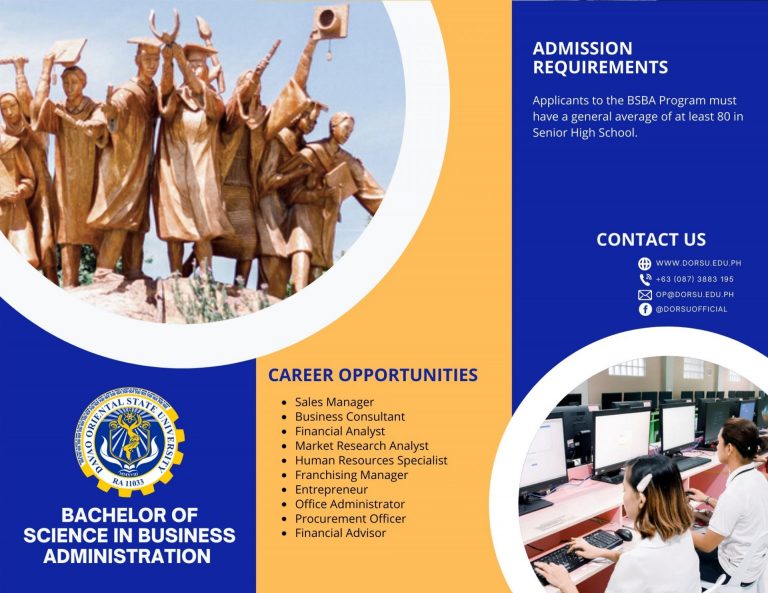 DAVAO ORIENTAL STATE UNIVERSITY
RA 11033
BACHELOR OF
SCIENCE IN BUSINESS
ADMINISTRATION
CAREER OPPORTUNITIES
Sales Manager
Business Consultant
Financial Analyst
Market Research Analyst
Human Resources Specialist
Franchising Manager
Entrepreneur
Office Administrator
Procurement Officer
Financial Advisor
ADMISSION
REQUIREMENTS
Applicants to the BSBA Program must
have a general average of at least 80 in
Senior High School.
CONTACT US
WWW.DORSU.EDU.PH
+63 (087) 3883 195
OP@DORSU.EDU.PH
@DORSUOFFICIAL